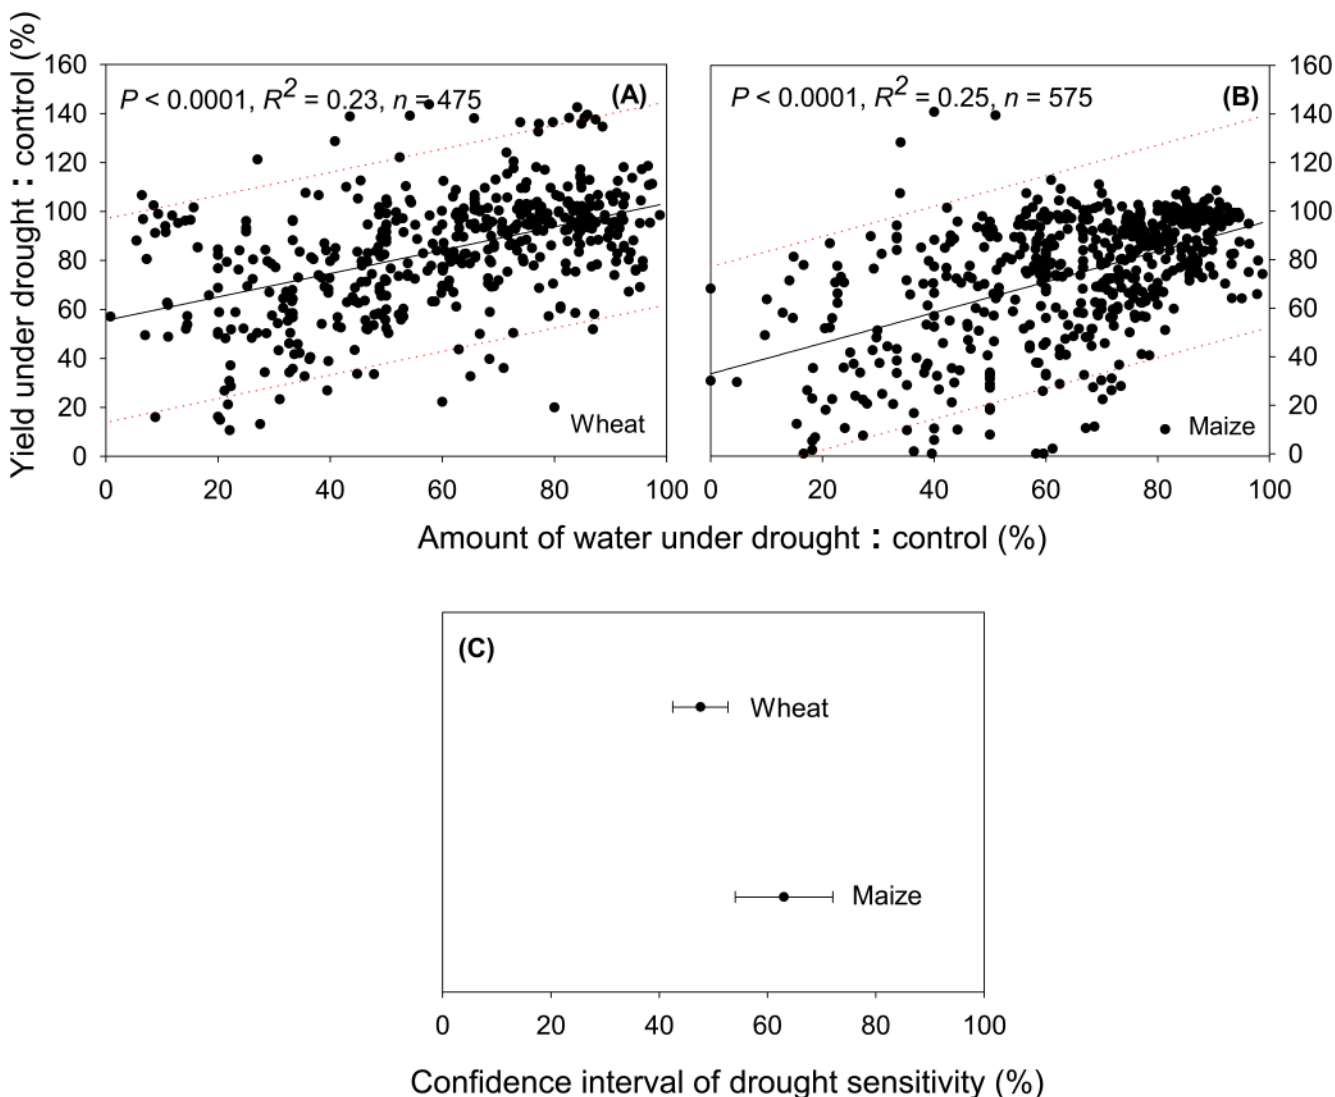 Yield under drought : control (%)
160
140
120
100
80
60
40
20
0
P < 0.0001, R² = 0.23, n = 475
(A)
Wheat
0 20 40 60 80 100
P < 0.0001, R² = 0.25, n = 575
(B)
Maize
160
140
120
100
80
60
40
20
0
0 20 40 60 80 100
Amount of water under drought : control (%)
(C)
Wheat
Maize
0 20 40 60 80 100
Confidence interval of drought sensitivity (%)